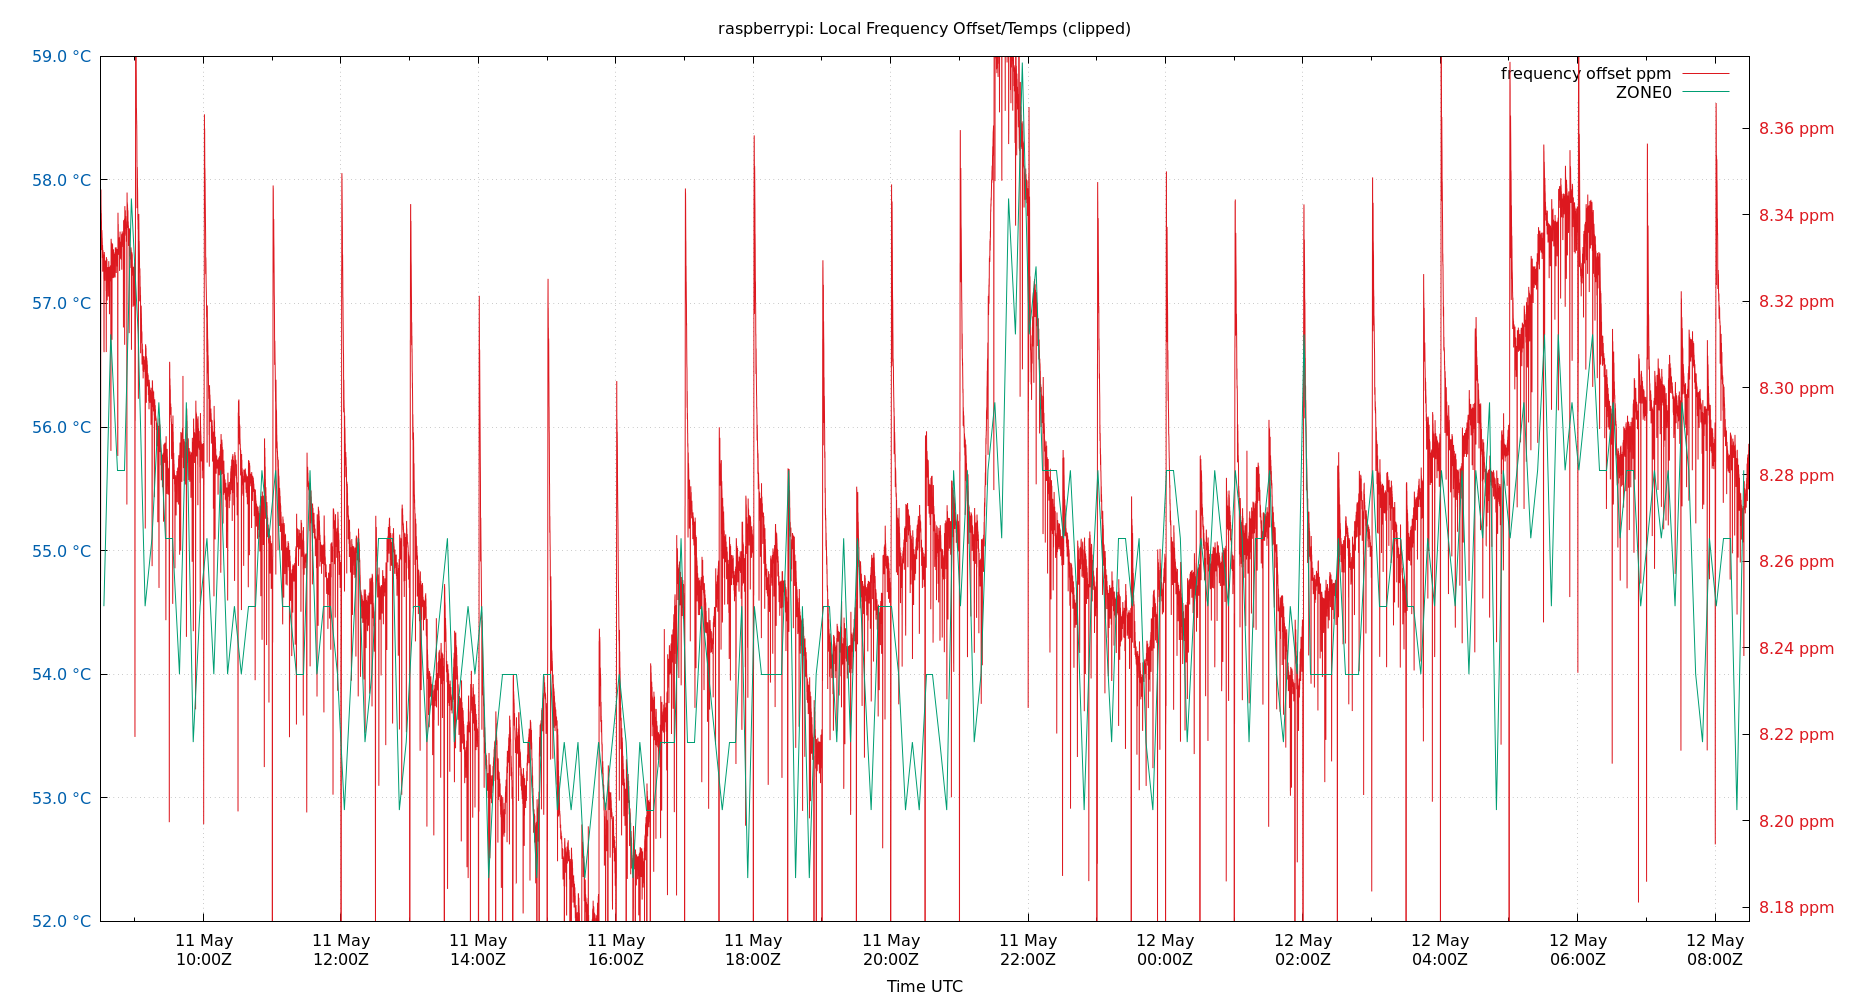 raspberrypi: Local Frequency Offset/Temps (clipped)
59.0 °C
58.0 °C
57.0 °C
56.0 °C
55.0 °C
54.0 °C
53.0 °C
52.0 °C
frequency offset ppm
ZONE0
8.36 ppm
8.34 ppm
8.32 ppm
8.30 ppm
8.28 ppm
8.26 ppm
8.24 ppm
8.22 ppm
8.20 ppm
8.18 ppm
11 May
10:00Z
11 May
12:00Z
11 May
14:00Z
11 May
16:00Z
11 May
18:00Z
11 May
20:00Z
11 May
22:00Z
12 May
00:00Z
12 May
02:00Z
12 May
04:00Z
12 May
06:00Z
12 May
08:00Z
Time UTC